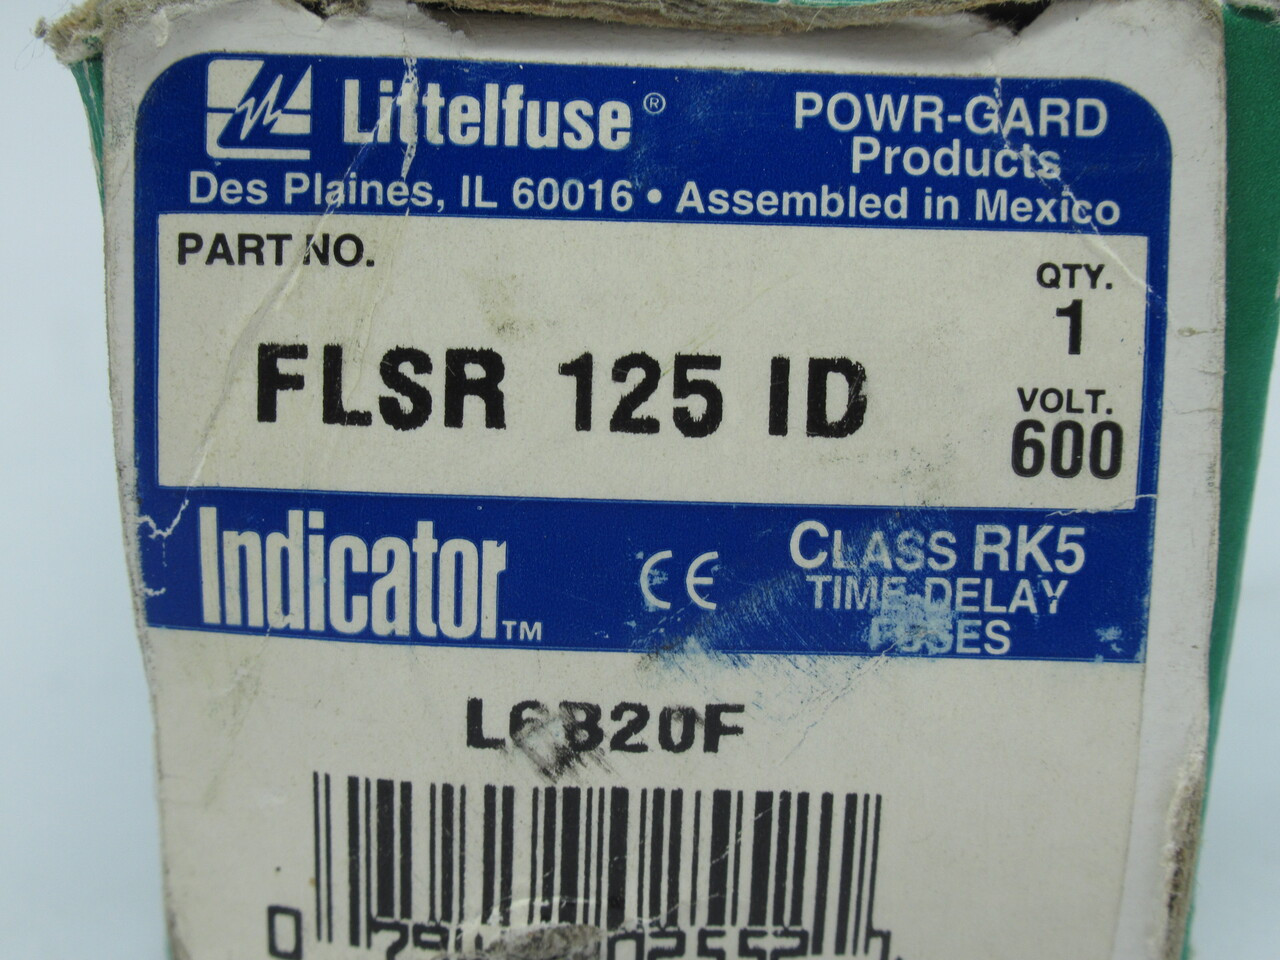 Littelfuse®
POWR-GARD
Products
Des Plaines, IL 60016 • Assembled in Mexico
PART NO.
QTY.
1
FLSR 125 ID
VOLT.
600
Indicator™
CE
CLASS RK5
TIME-DELAY
FUSES